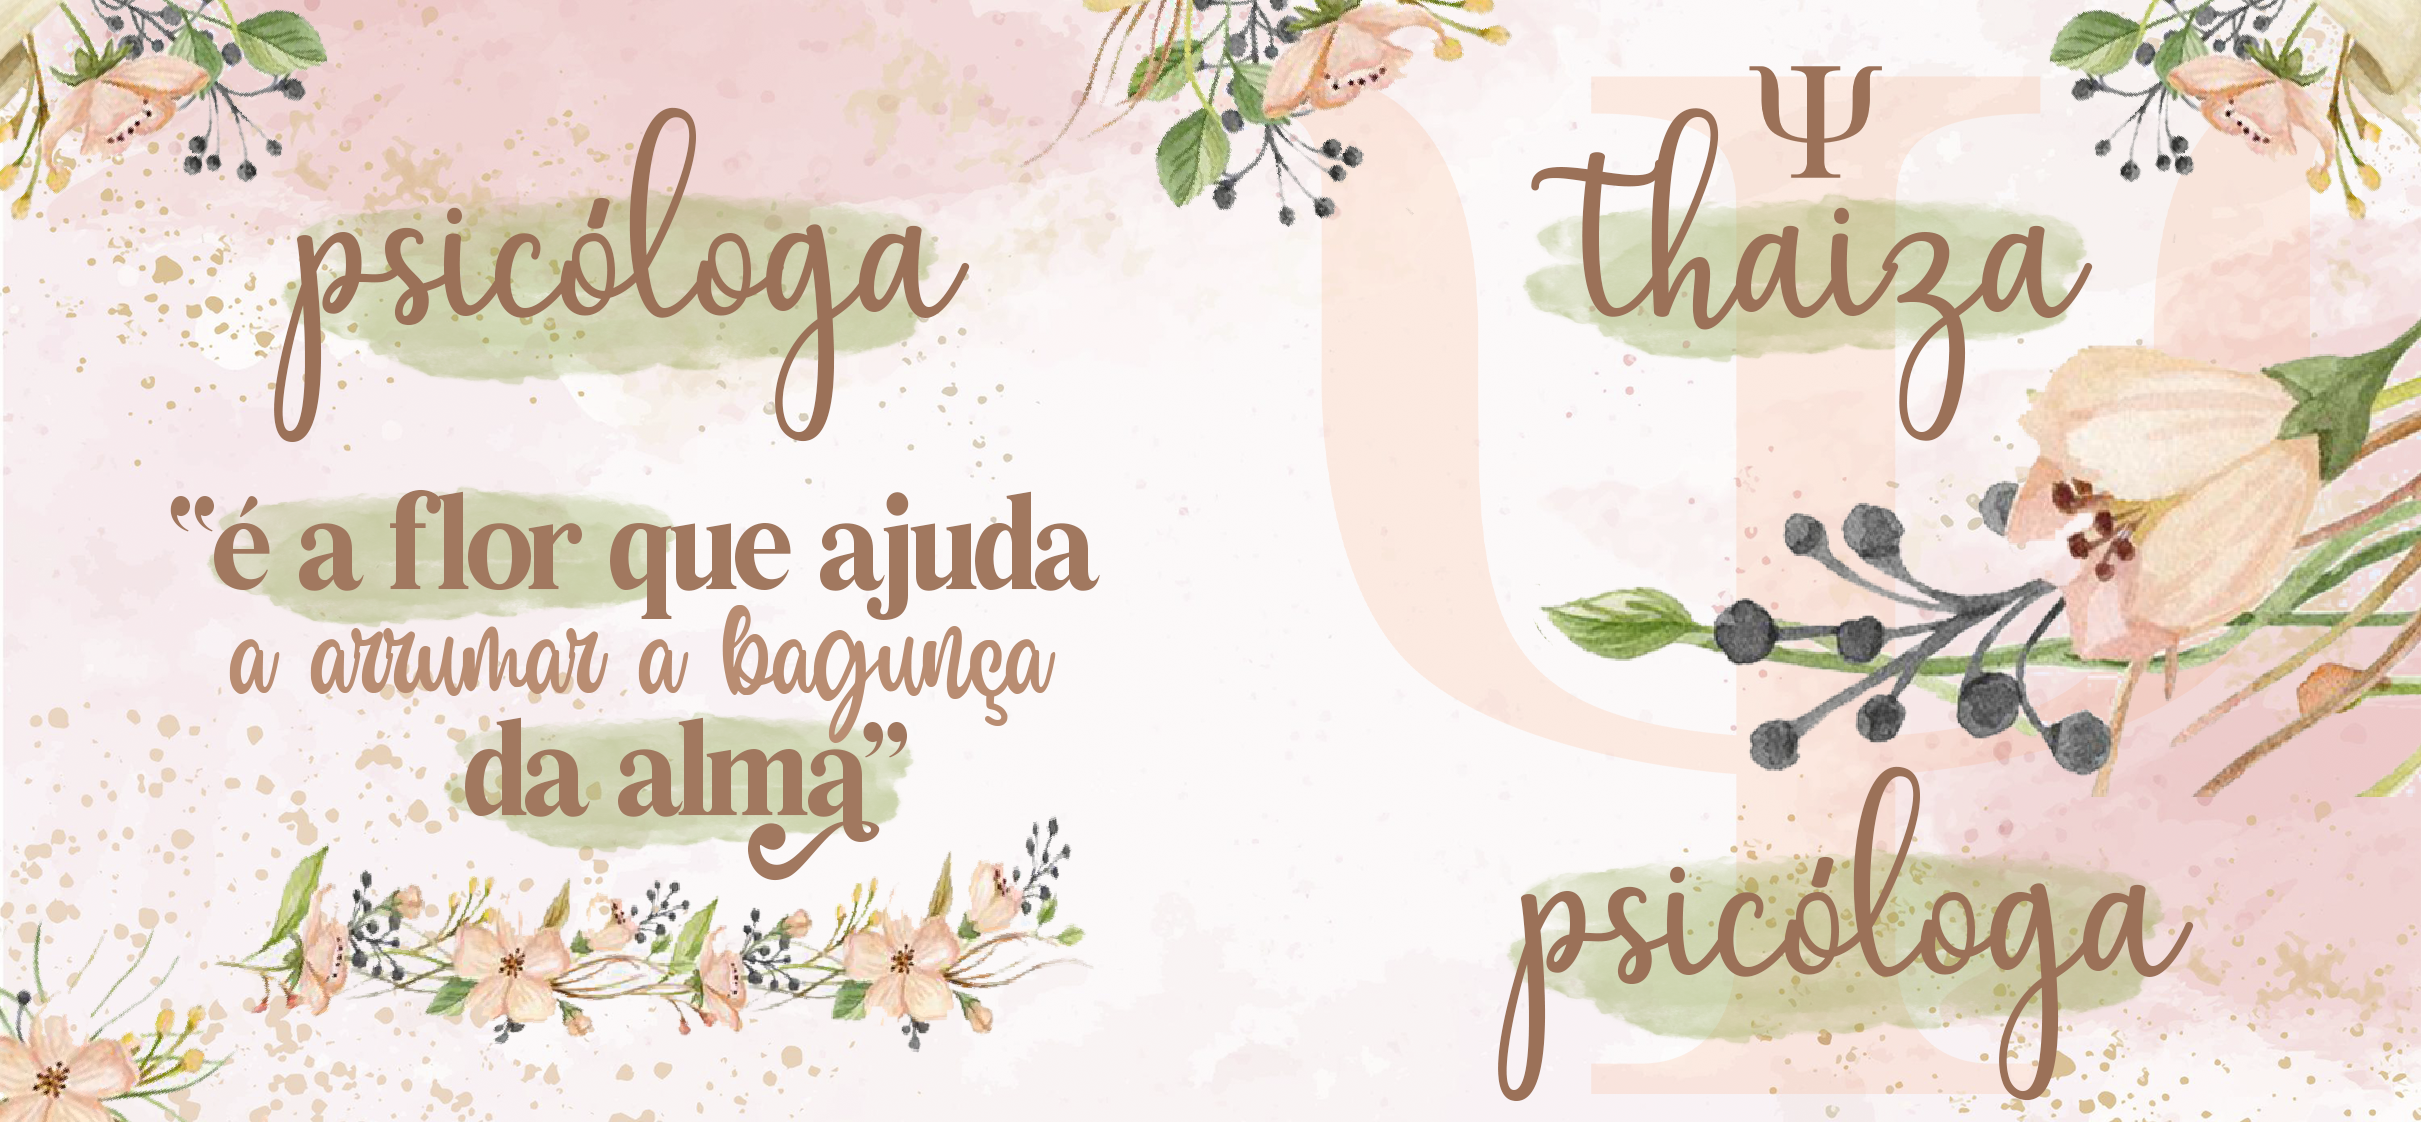 psicóloga
"é a flor que ajuda
a arrumar a bagunça
da alma"
Ψ
thaiza
psicóloga